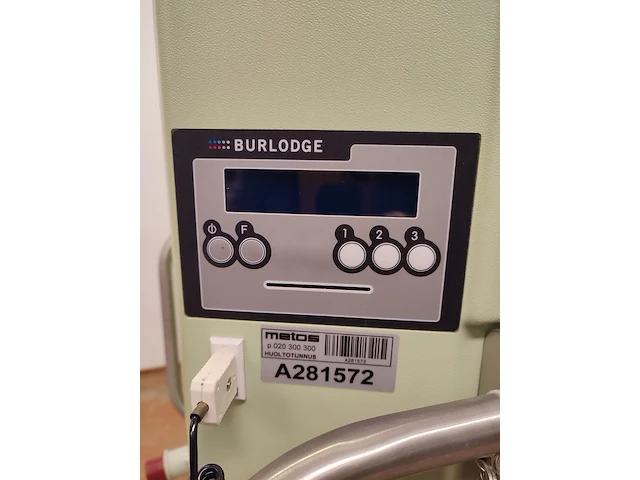 BURLODGE
F
1 2 3
metos
p.020 300 300
HUOLTOTUNNUS
A281572
A281572